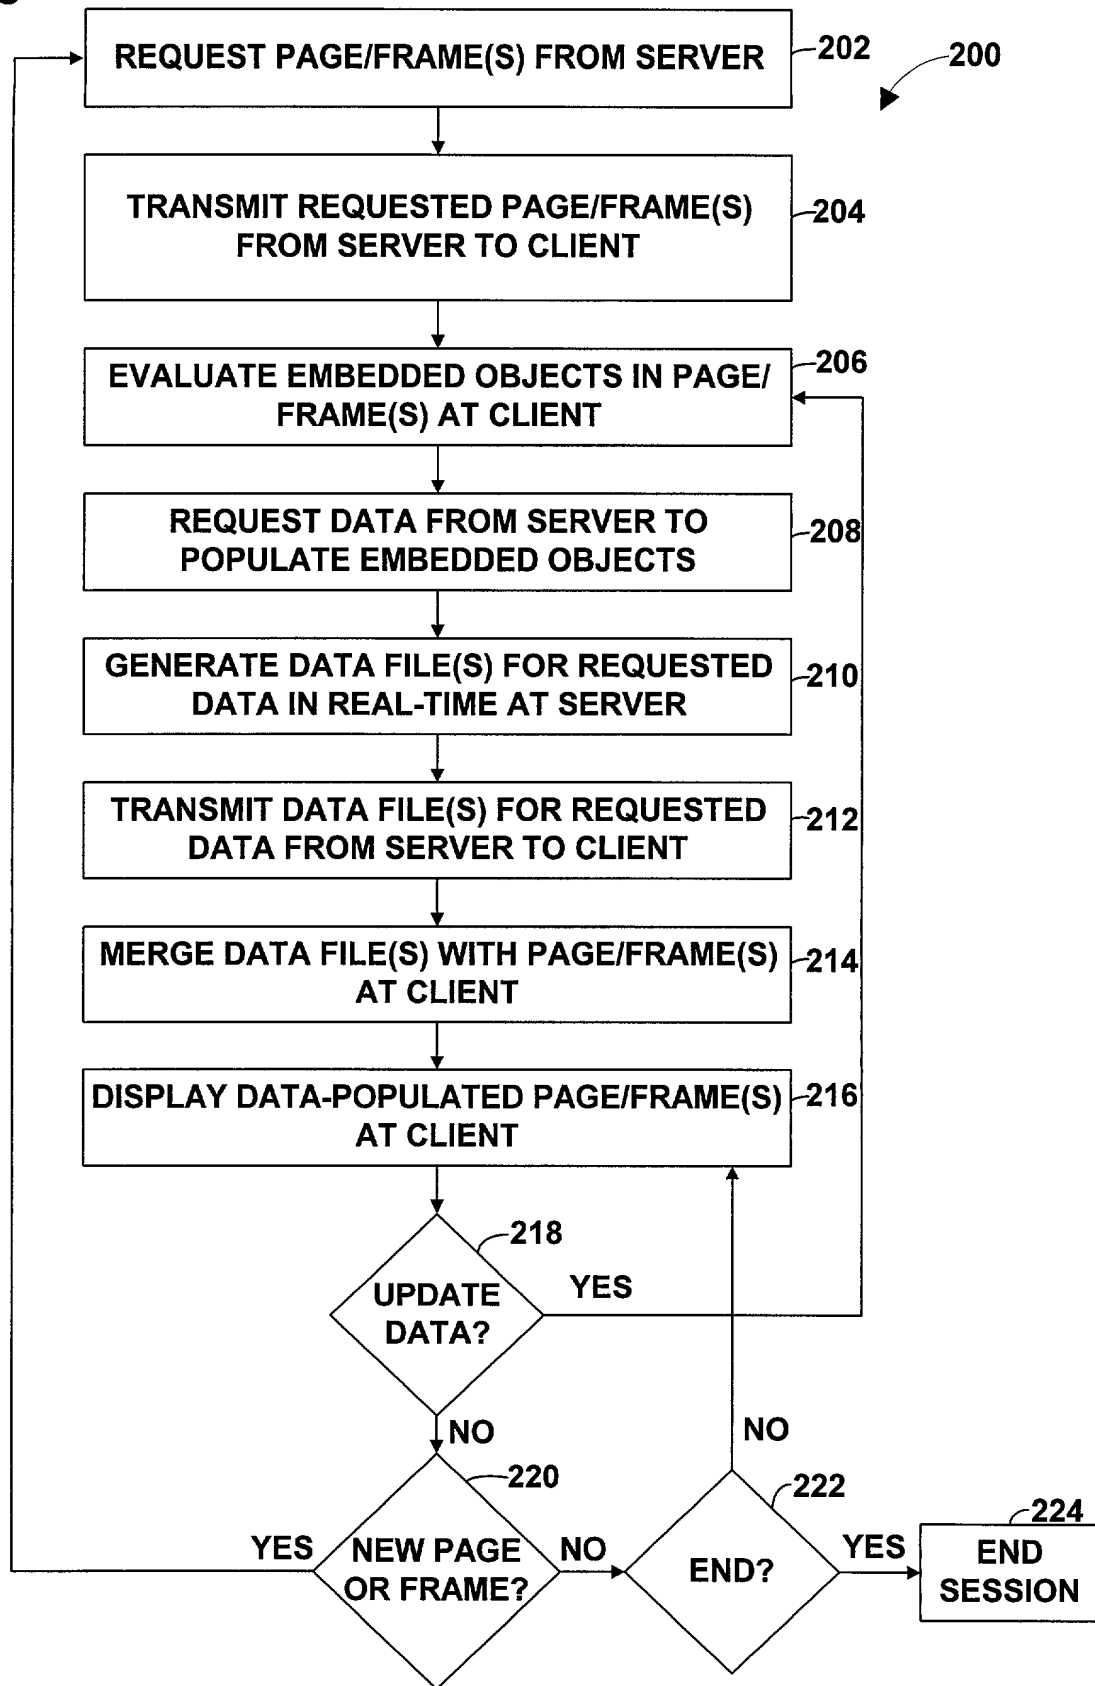 REQUEST PAGE/FRAME(S) FROM SERVER
202
200
TRANSMIT REQUESTED PAGE/FRAME(S)
FROM SERVER TO CLIENT
204
EVALUATE EMBEDDED OBJECTS IN PAGE/
FRAME(S) AT CLIENT
206
REQUEST DATA FROM SERVER TO
POPULATE EMBEDDED OBJECTS
208
GENERATE DATA FILE(S) FOR REQUESTED
DATA IN REAL-TIME AT SERVER
210
TRANSMIT DATA FILE(S) FOR REQUESTED
DATA FROM SERVER TO CLIENT
212
MERGE DATA FILE(S) WITH PAGE/FRAME(S)
AT CLIENT
214
DISPLAY DATA-POPULATED PAGE/FRAME(S)
AT CLIENT
216
218
UPDATE
DATA?
YES
NO
220
NEW PAGE
OR FRAME?
YES
NO
222
END?
NO
YES
224
END
SESSION